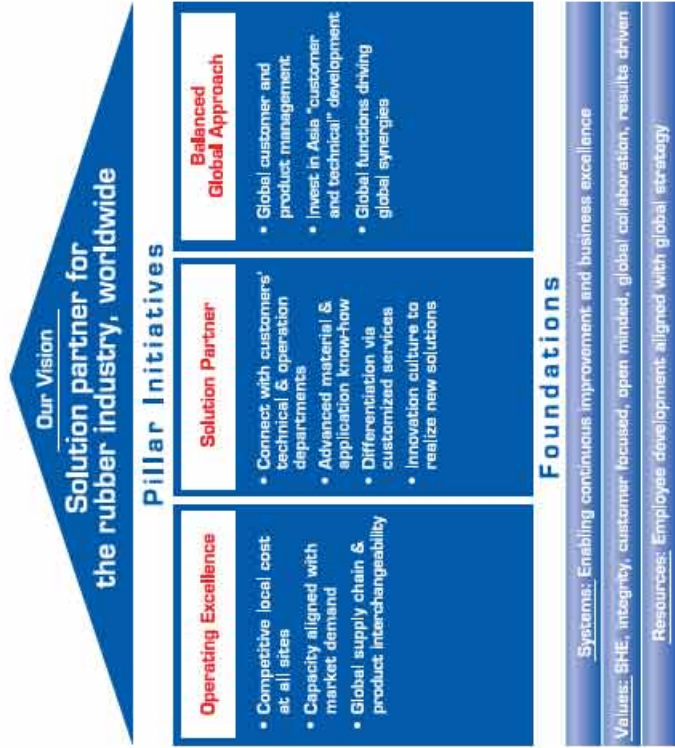 Our Vision
Solution partner for
the rubber industry, worldwide
Pillar Initiatives
Operating Excellence
• Competitive local cost
at all sites
• Capacity aligned with
market demand
• Global supply chain &
product interchangeability
Solution Partner
• Connect with customers'
technical & operation
departments
• Advanced material &
application know-how
• Differentiation via
customized services
• Innovation culture to
realize new solutions
Balanced
Global Approach
• Global customer and
product management
• Invest in Asia "customer
and technical" development
• Global functions driving
global synergies
Foundations
Systems: Enabling continuous improvement and business excellence
Values: SHE, integrity, customer focused, open minded, global collaboration, results driven
Resources: Employee development aligned with global strategy